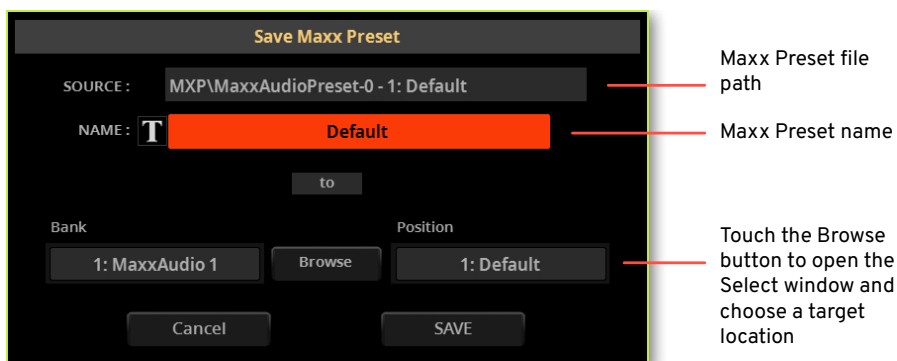 Save Maxx Preset
SOURCE : MXP\MaxxAudioPreset-0 - 1: Default
NAME : T Default
to
Bank Position
1: MaxxAudio 1 Browse 1: Default
Cancel SAVE
Maxx Preset file
path
Maxx Preset name
Touch the Browse
button to open the
Select window and
choose a target
location